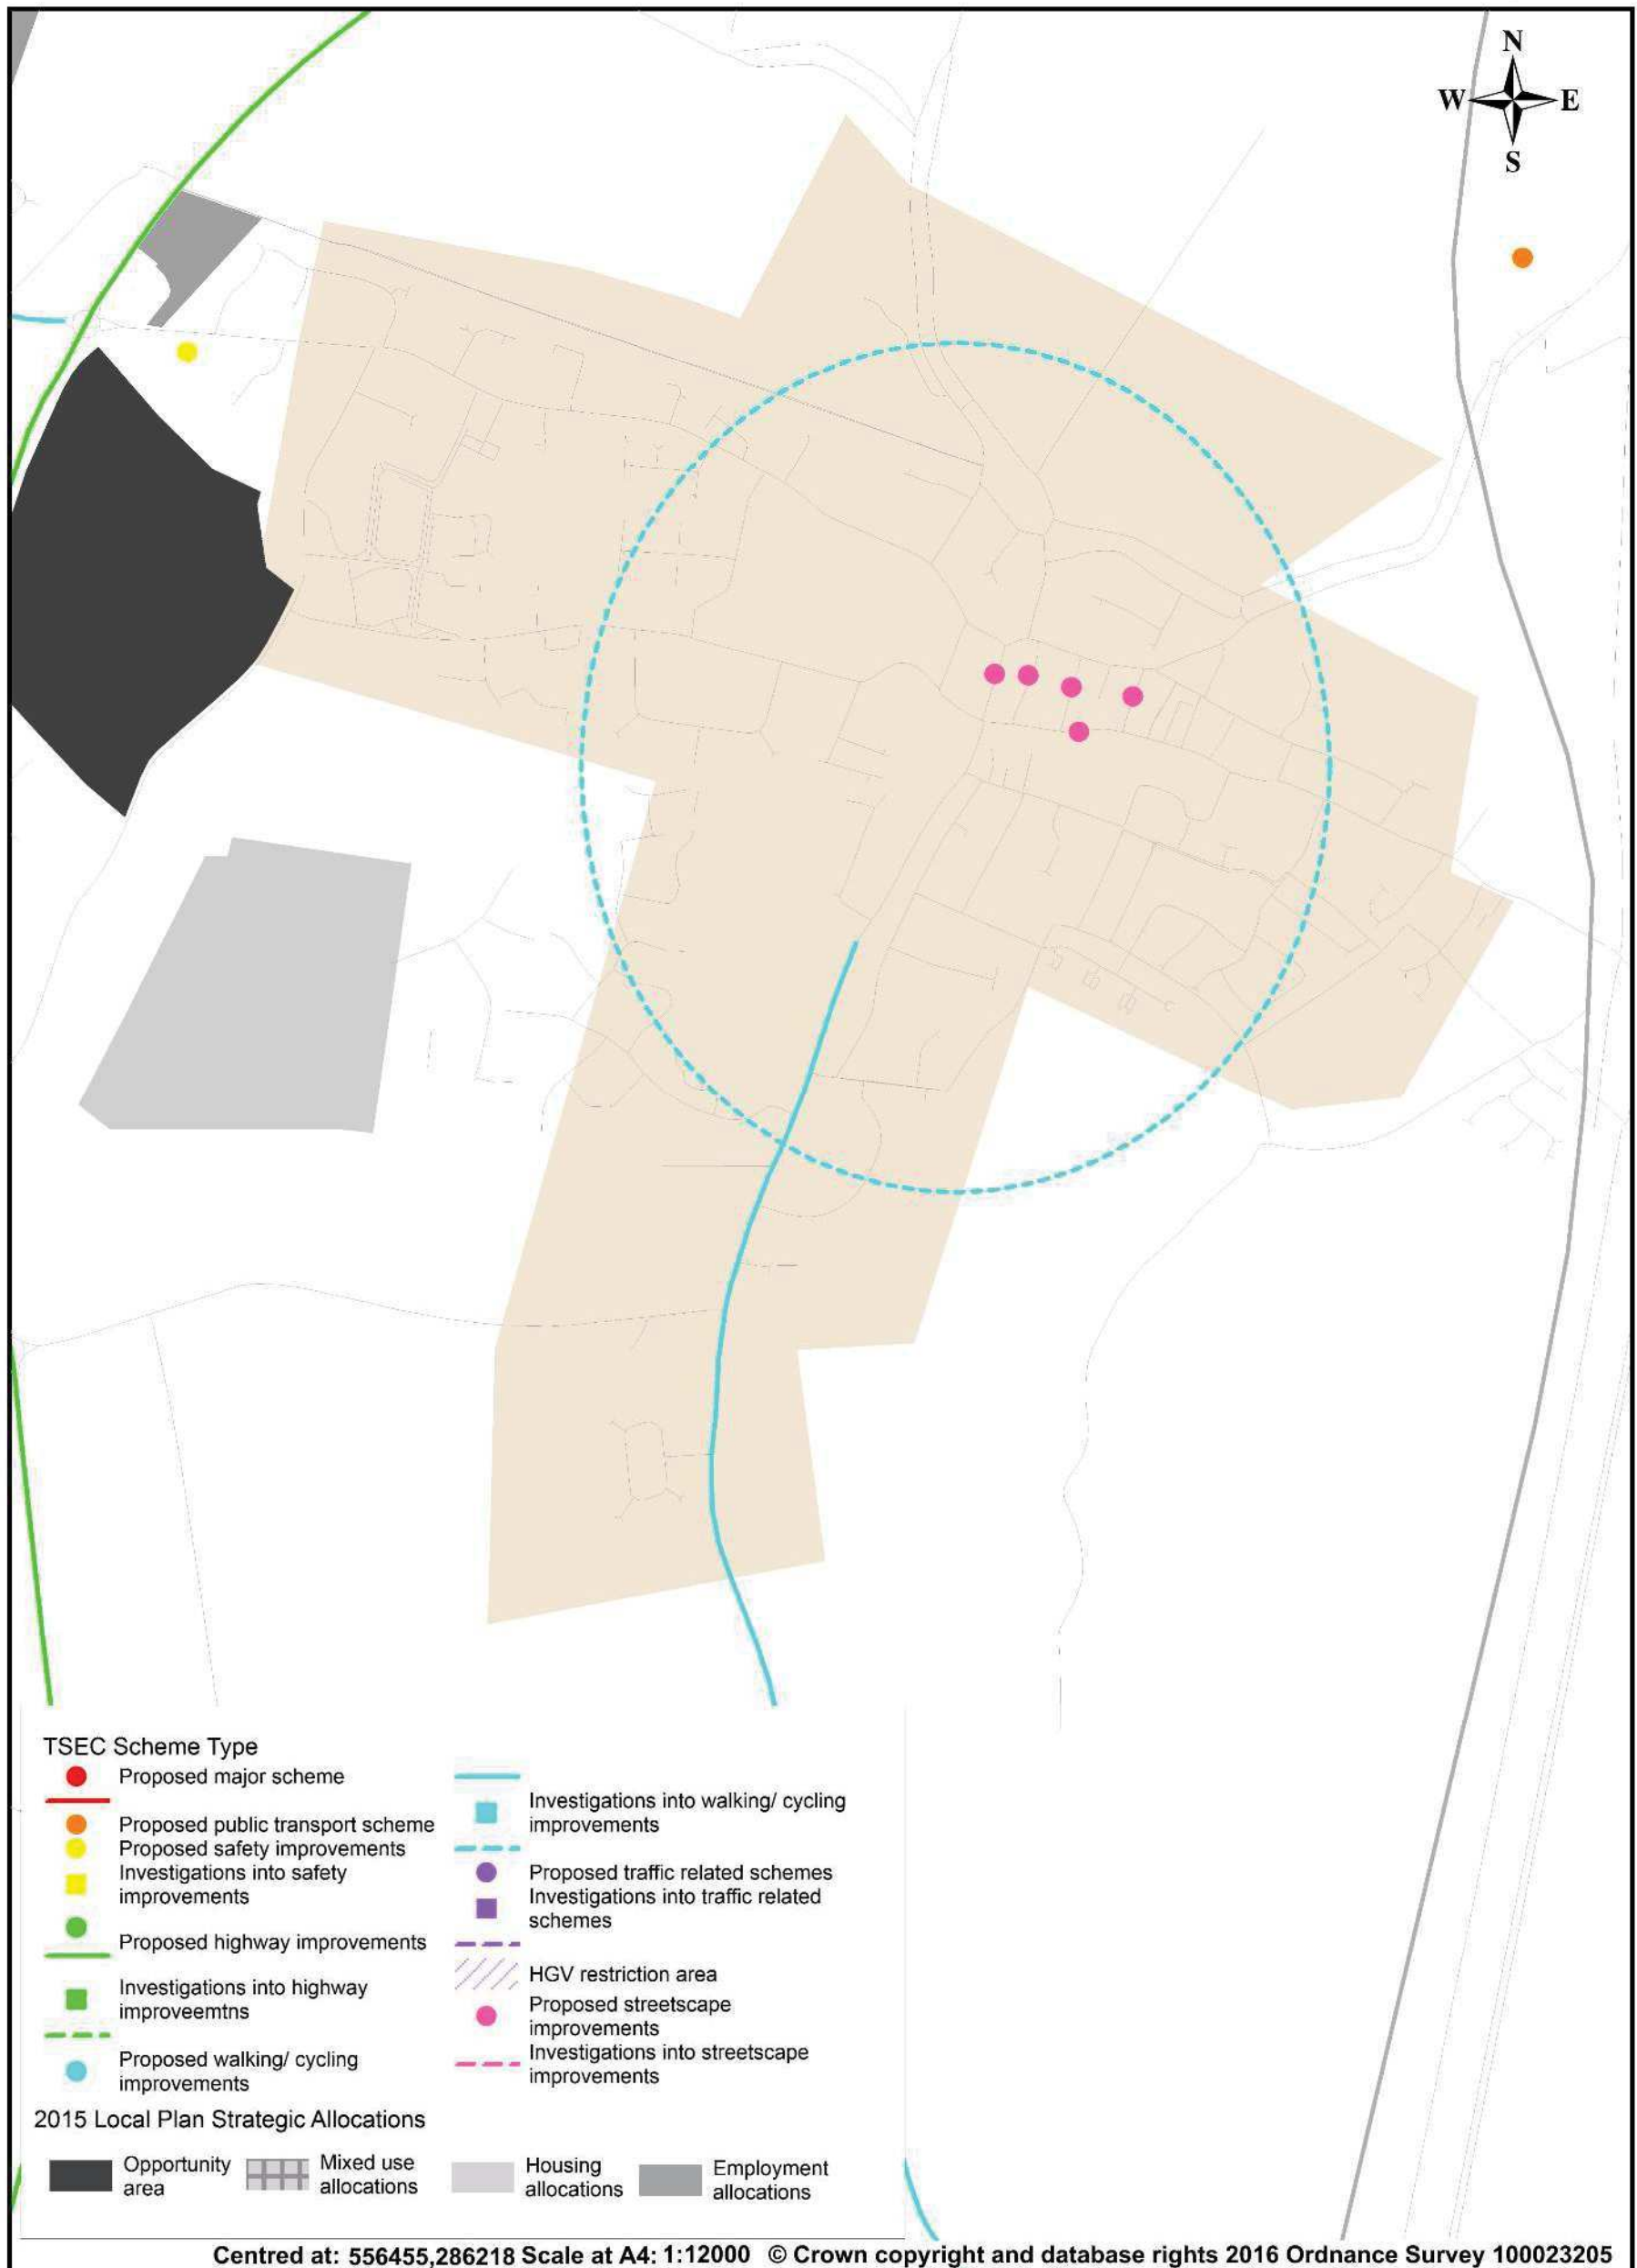 N
W E
S
TSEC Scheme Type
Proposed major scheme
Proposed public transport scheme
Proposed safety improvements
Investigations into safety
improvements
Proposed highway improvements
Investigations into highway
improveemtns
Proposed walking/ cycling
improvements
Investigations into walking/ cycling
improvements
Proposed traffic related schemes
Investigations into traffic related
schemes
HGV restriction area
Proposed streetscape
improvements
Investigations into streetscape
improvements
2015 Local Plan Strategic Allocations
Opportunity
area
Mixed use
allocations
Housing
allocations
Employment
allocations
Centred at: 556455,286218 Scale at A4: 1:12000 © Crown copyright and database rights 2016 Ordnance Survey 100023205